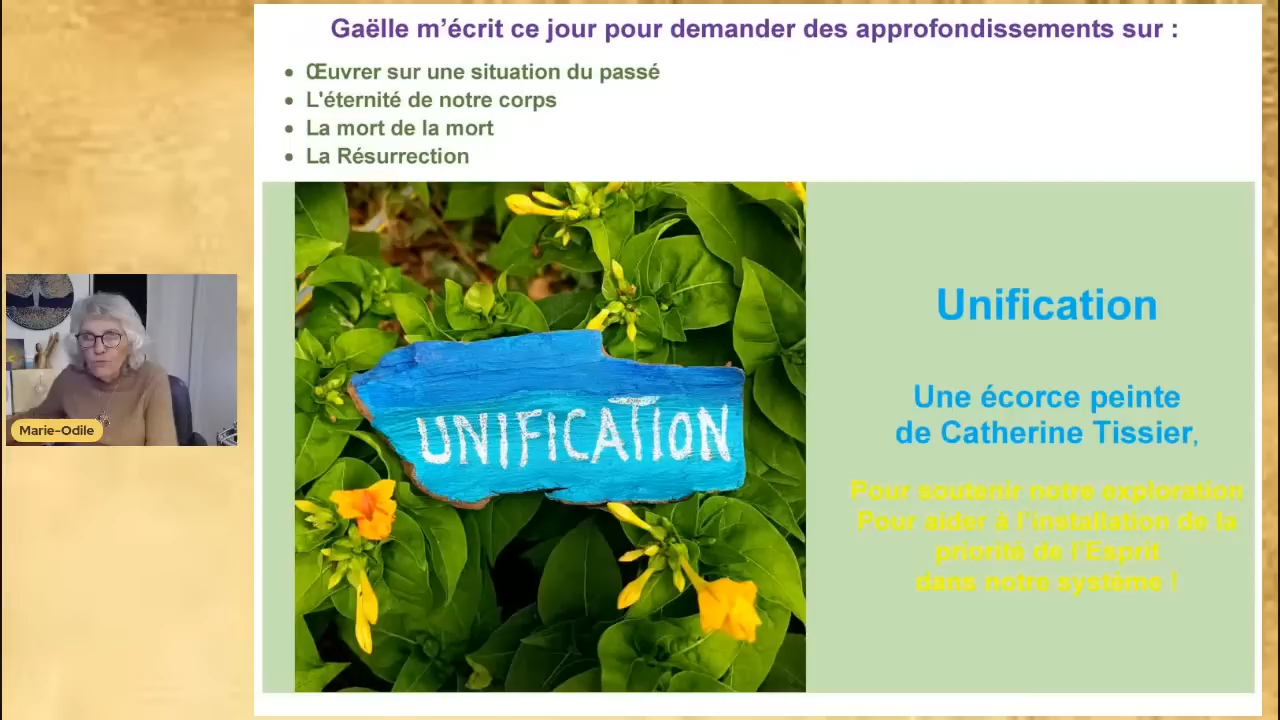 Gaëlle m'écrit ce jour pour demander des approfondissements sur :
• Œuvrer sur une situation du passé
• L'éternité de notre corps
• La mort de la mort
• La Résurrection
UNIFICATION
Unification
Une écorce peinte
de Catherine Tissier,
Pour soutenir notre exploration
Pour aider à l'installation de la
priorité de l'Esprit
dans notre système !
Marie-Odile